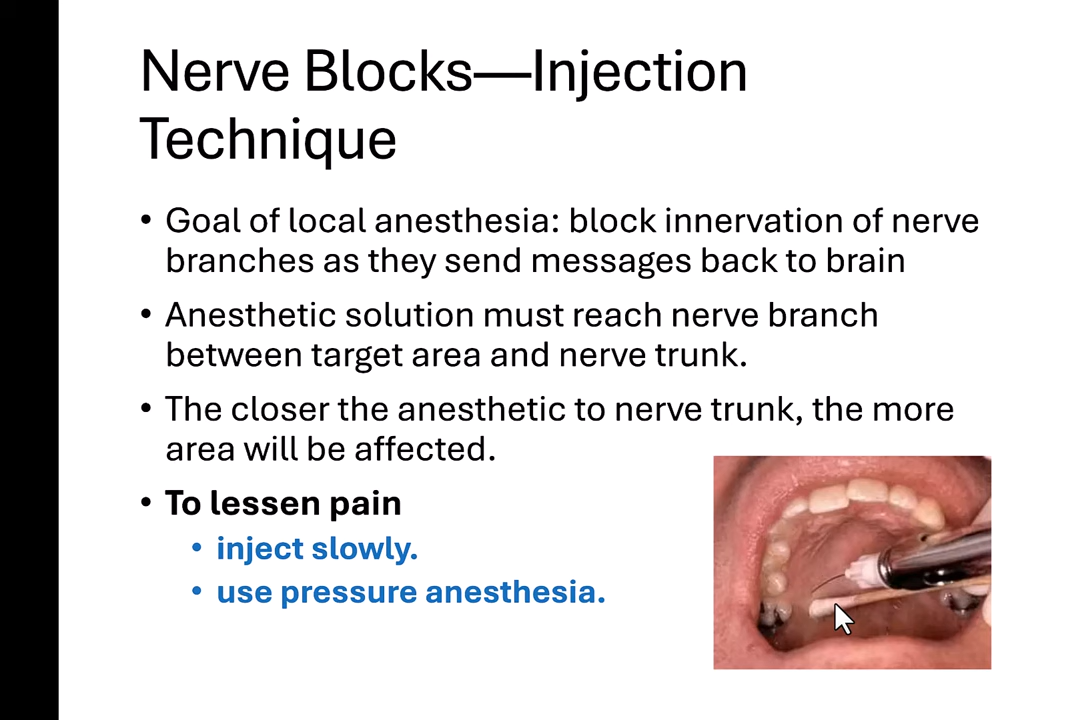 Nerve Blocks—Injection
Technique
• Goal of local anesthesia: block innervation of nerve
branches as they send messages back to brain
• Anesthetic solution must reach nerve branch
between target area and nerve trunk.
• The closer the anesthetic to nerve trunk, the more
area will be affected.
• To lessen pain
• inject slowly.
• use pressure anesthesia.